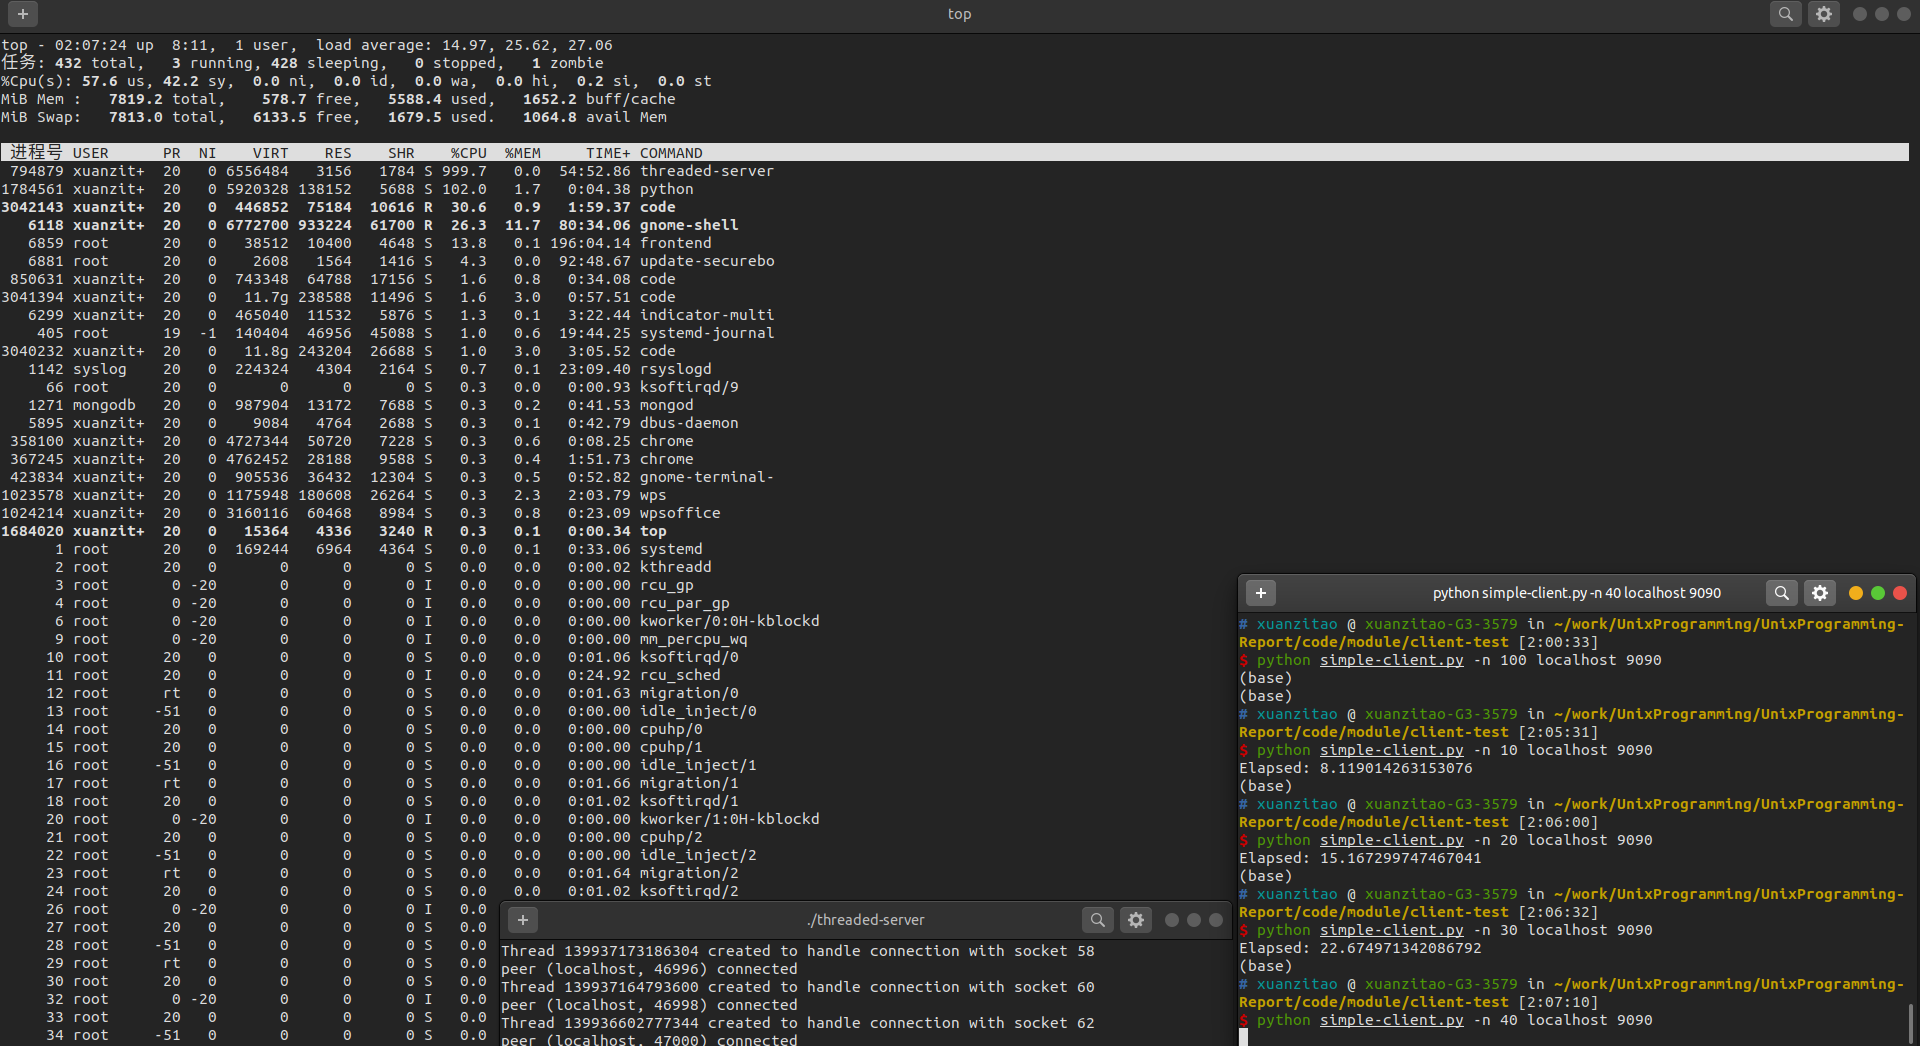 top
top - 02:07:24 up  8:11,  1 user,  load average: 14.97, 25.62, 27.06
任务: 432 total,   3 running, 428 sleeping,   0 stopped,   1 zombie
%Cpu(s): 57.6 us, 42.2 sy,  0.0 ni,  0.0 id,  0.0 wa,  0.0 hi,  0.2 si,  0.0 st
MiB Mem :   7819.2 total,    578.7 free,   5588.4 used,   1652.2 buff/cache
MiB Swap:   7813.0 total,   6133.5 free,   1679.5 used.   1064.8 avail Mem
进程号 USER      PR  NI    VIRT    RES    SHR    %CPU  %MEM     TIME+ COMMAND
794879 xuanzit+  20   0 6556484   3156   1784 S 999.7   0.0  54:52.86 threaded-server
1784561 xuanzit+  20   0 5920328 138152   5688 S 102.0   1.7   0:04.38 python
3042143 xuanzit+  20   0  446852  75184  10616 R  30.6   0.9   1:59.37 code
6118 xuanzit+  20   0 6772700 933224  61700 R  26.3  11.7  80:34.06 gnome-shell
6859 root      20   0   38512  10400   4648 S  13.8   0.1 196:04.14 frontend
6881 root      20   0    2608   1564   1416 S   4.3   0.0  92:48.67 update-securebo
850631 xuanzit+  20   0  743348  64788  17156 S   1.6   0.8   0:34.08 code
3041394 xuanzit+  20   0   11.7g 238588  11496 S   1.6   3.0   0:57.51 code
6299 xuanzit+  20   0  465040  11532   5876 S   1.3   0.1   3:22.44 indicator-multi
405 root      19  -1  140404  46956  45088 S   1.0   0.6  19:44.25 systemd-journal
3040232 xuanzit+  20   0   11.8g 243204  26688 S   1.0   3.0   3:05.52 code
1142 syslog    20   0  224324   4304   2164 S   0.7   0.1  23:09.40 rsyslogd
66 root      20   0       0      0      0 S   0.3   0.0   0:00.93 ksoftirqd/9
1271 mongodb   20   0  987904  13172   7688 S   0.3   0.2   0:41.53 mongod
5895 xuanzit+  20   0    9084   4764   2688 S   0.3   0.1   0:42.79 dbus-daemon
358100 xuanzit+  20   0 4727344  50720   7228 S   0.3   0.6   0:08.25 chrome
367245 xuanzit+  20   0 4762452  28188   9588 S   0.3   0.4   1:51.73 chrome
423834 xuanzit+  20   0  905536  36432  12304 S   0.3   0.5   0:52.82 gnome-terminal-
1023578 xuanzit+  20   0 1175948 180608  26264 S   0.3   2.3   2:03.79 wps
1024214 xuanzit+  20   0 3160116  60468   8984 S   0.3   0.8   0:23.09 wpsoffice
1684020 xuanzit+  20   0   15364   4336   3240 R   0.3   0.1   0:00.34 top
1 root      20   0  169244   6964   4364 S   0.0   0.1   0:33.06 systemd
2 root      20   0       0      0      0 S   0.0   0.0   0:00.02 kthreadd
3 root       0 -20       0      0      0 I   0.0   0.0   0:00.00 rcu_gp
4 root       0 -20       0      0      0 I   0.0   0.0   0:00.00 rcu_par_gp
6 root       0 -20       0      0      0 I   0.0   0.0   0:00.00 kworker/0:0H-kblockd
9 root       0 -20       0      0      0 I   0.0   0.0   0:00.00 mm_percpu_wq
10 root      20   0       0      0      0 S   0.0   0.0   0:01.06 ksoftirqd/0
11 root      20   0       0      0      0 I   0.0   0.0   0:24.92 rcu_sched
12 root      rt   0       0      0      0 S   0.0   0.0   0:01.63 migration/0
13 root     -51   0       0      0      0 S   0.0   0.0   0:00.00 idle_inject/0
14 root      20   0       0      0      0 S   0.0   0.0   0:00.00 cpuhp/0
15 root      20   0       0      0      0 S   0.0   0.0   0:00.00 cpuhp/1
16 root     -51   0       0      0      0 S   0.0   0.0   0:00.00 idle_inject/1
17 root      rt   0       0      0      0 S   0.0   0.0   0:01.66 migration/1
18 root      20   0       0      0      0 S   0.0   0.0   0:01.02 ksoftirqd/1
20 root       0 -20       0      0      0 I   0.0   0.0   0:00.00 kworker/1:0H-kblockd
21 root      20   0       0      0      0 S   0.0   0.0   0:00.00 cpuhp/2
22 root     -51   0       0      0      0 S   0.0   0.0   0:00.00 idle_inject/2
23 root      rt   0       0      0      0 S   0.0   0.0   0:01.64 migration/2
24 root      20   0       0      0      0 S   0.0   0.0   0:01.02 ksoftirqd/2
26 root       0 -20       0      0      0 I   0.0
27 root      20   0       0      0      0 S   0.0
28 root     -51   0       0      0      0 S   0.0
29 root      rt   0       0      0      0 S   0.0
30 root      20   0       0      0      0 S   0.0
32 root       0 -20       0      0      0 I   0.0
33 root      20   0       0      0      0 S   0.0
34 root     -51   0       0      0      0 S   0.0
./threaded-server
Thread 139937173186304 created to handle connection with socket 58
peer (localhost, 46996) connected
Thread 139937164793600 created to handle connection with socket 60
peer (localhost, 46998) connected
Thread 139936602777344 created to handle connection with socket 62
peer (localhost, 47000) connected
python simple-client.py -n 40 localhost 9090
# xuanzitao @ xuanzitao-G3-3579 in ~/work/UnixProgramming/UnixProgramming-
Report/code/module/client-test [2:00:33]
$ python simple-client.py -n 100 localhost 9090
(base)
(base)
# xuanzitao @ xuanzitao-G3-3579 in ~/work/UnixProgramming/UnixProgramming-
Report/code/module/client-test [2:05:31]
$ python simple-client.py -n 10 localhost 9090
Elapsed: 8.119014263153076
(base)
# xuanzitao @ xuanzitao-G3-3579 in ~/work/UnixProgramming/UnixProgramming-
Report/code/module/client-test [2:06:00]
$ python simple-client.py -n 20 localhost 9090
Elapsed: 15.167299747467041
(base)
# xuanzitao @ xuanzitao-G3-3579 in ~/work/UnixProgramming/UnixProgramming-
Report/code/module/client-test [2:06:32]
$ python simple-client.py -n 30 localhost 9090
Elapsed: 22.674971342086792
(base)
# xuanzitao @ xuanzitao-G3-3579 in ~/work/UnixProgramming/UnixProgramming-
Report/code/module/client-test [2:07:10]
$ python simple-client.py -n 40 localhost 9090